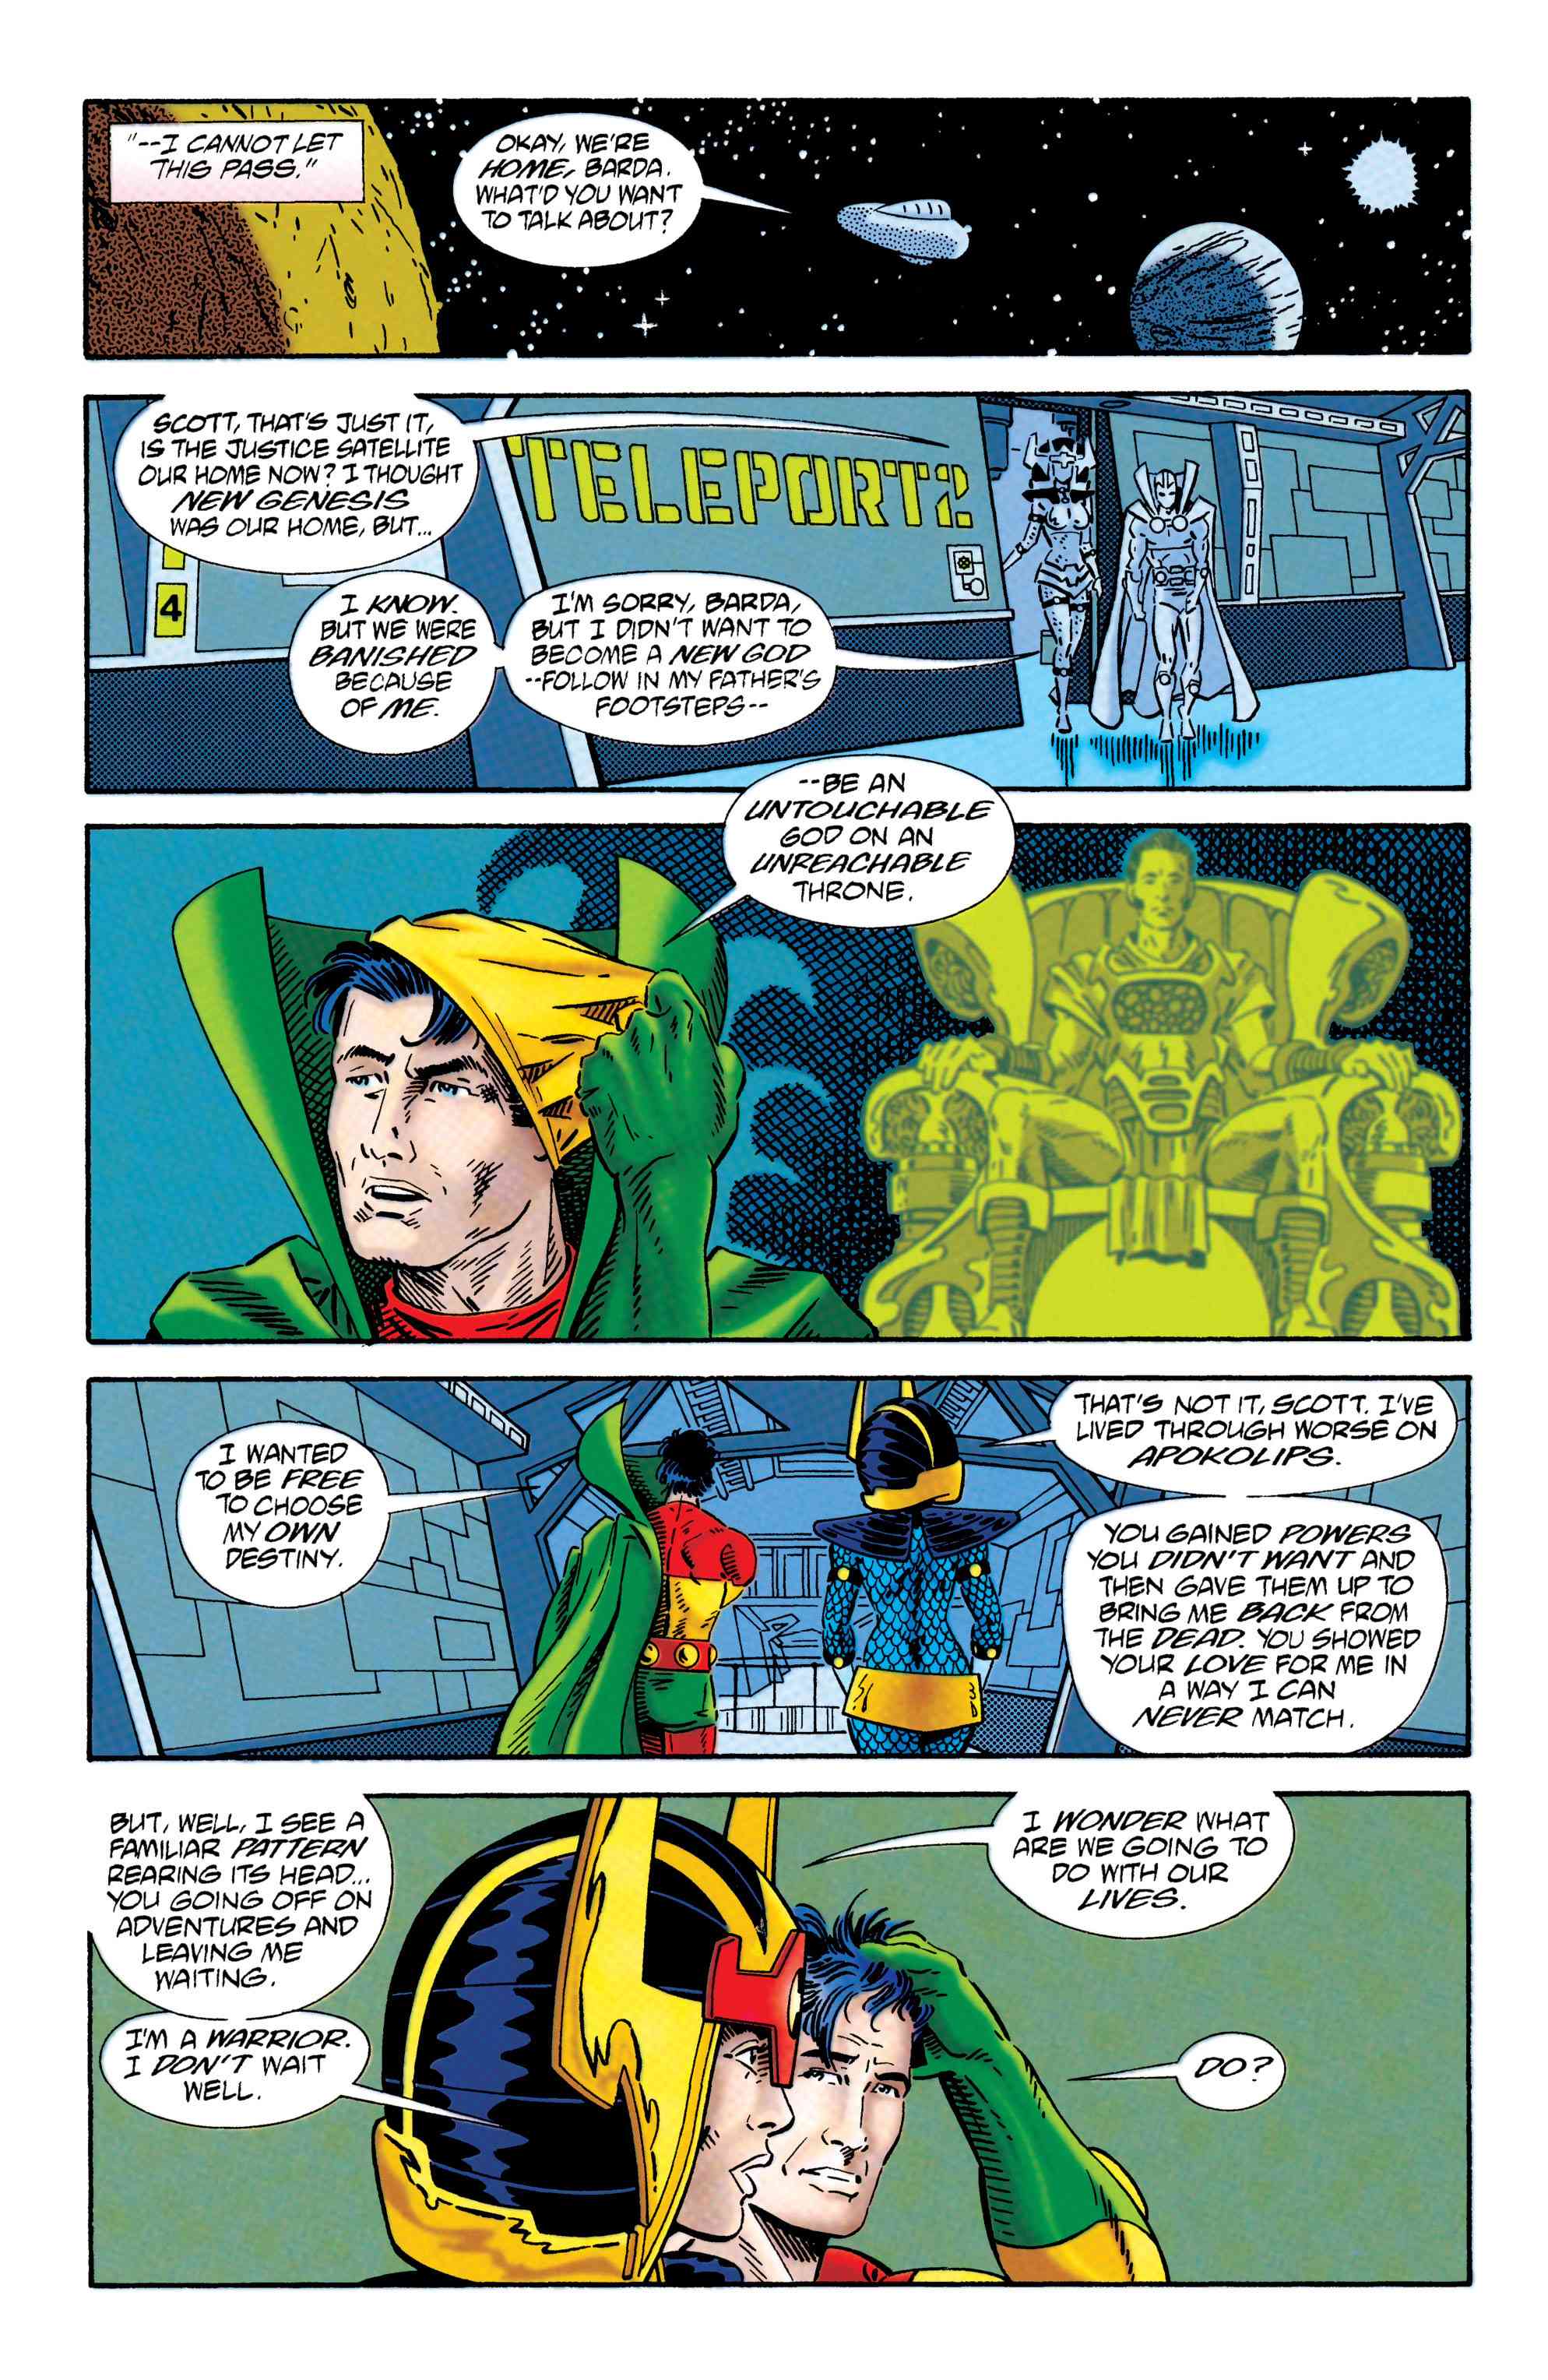 "--I CANNOT LET
THIS PASS."
OKAY, WE'RE
HOME, BARDA.
WHAT'D YOU WANT
TO TALK ABOUT?
SCOTT, THAT'S JUST IT,
IS THE JUSTICE SATELLITE
OUR HOME NOW? I THOUGHT
NEW GENESIS
WAS OUR HOME, BUT...
TELEPORT2
4
I KNOW.
BUT WE WERE
BANISHED
BECAUSE
OF ME.
I'M SORRY, BARDA,
BUT I DIDN'T WANT TO
BECOME A NEW GOD
--FOLLOW IN MY FATHER'S
FOOTSTEPS--
--BE AN
UNTOUCHABLE
GOD ON AN
UNREACHABLE
THRONE.
I WANTED
TO BE FREE
TO CHOOSE
MY OWN
DESTINY.
THAT'S NOT IT, SCOTT. I'VE
LIVED THROUGH WORSE ON
APOKOLIPS.
YOU GAINED POWERS
YOU DIDN'T WANT AND
THEN GAVE THEM UP TO
BRING ME BACK FROM
THE DEAD. YOU SHOWED
YOUR LOVE FOR ME IN
A WAY I CAN
NEVER MATCH.
BUT, WELL, I SEE A
FAMILIAR PATTERN
REARING ITS HEAD...
YOU GOING OFF ON
ADVENTURES AND
LEAVING ME
WAITING.
I'M A WARRIOR.
I DON'T WAIT
WELL.
I WONDER WHAT
ARE WE GOING TO
DO WITH OUR
LIVES.
DO?